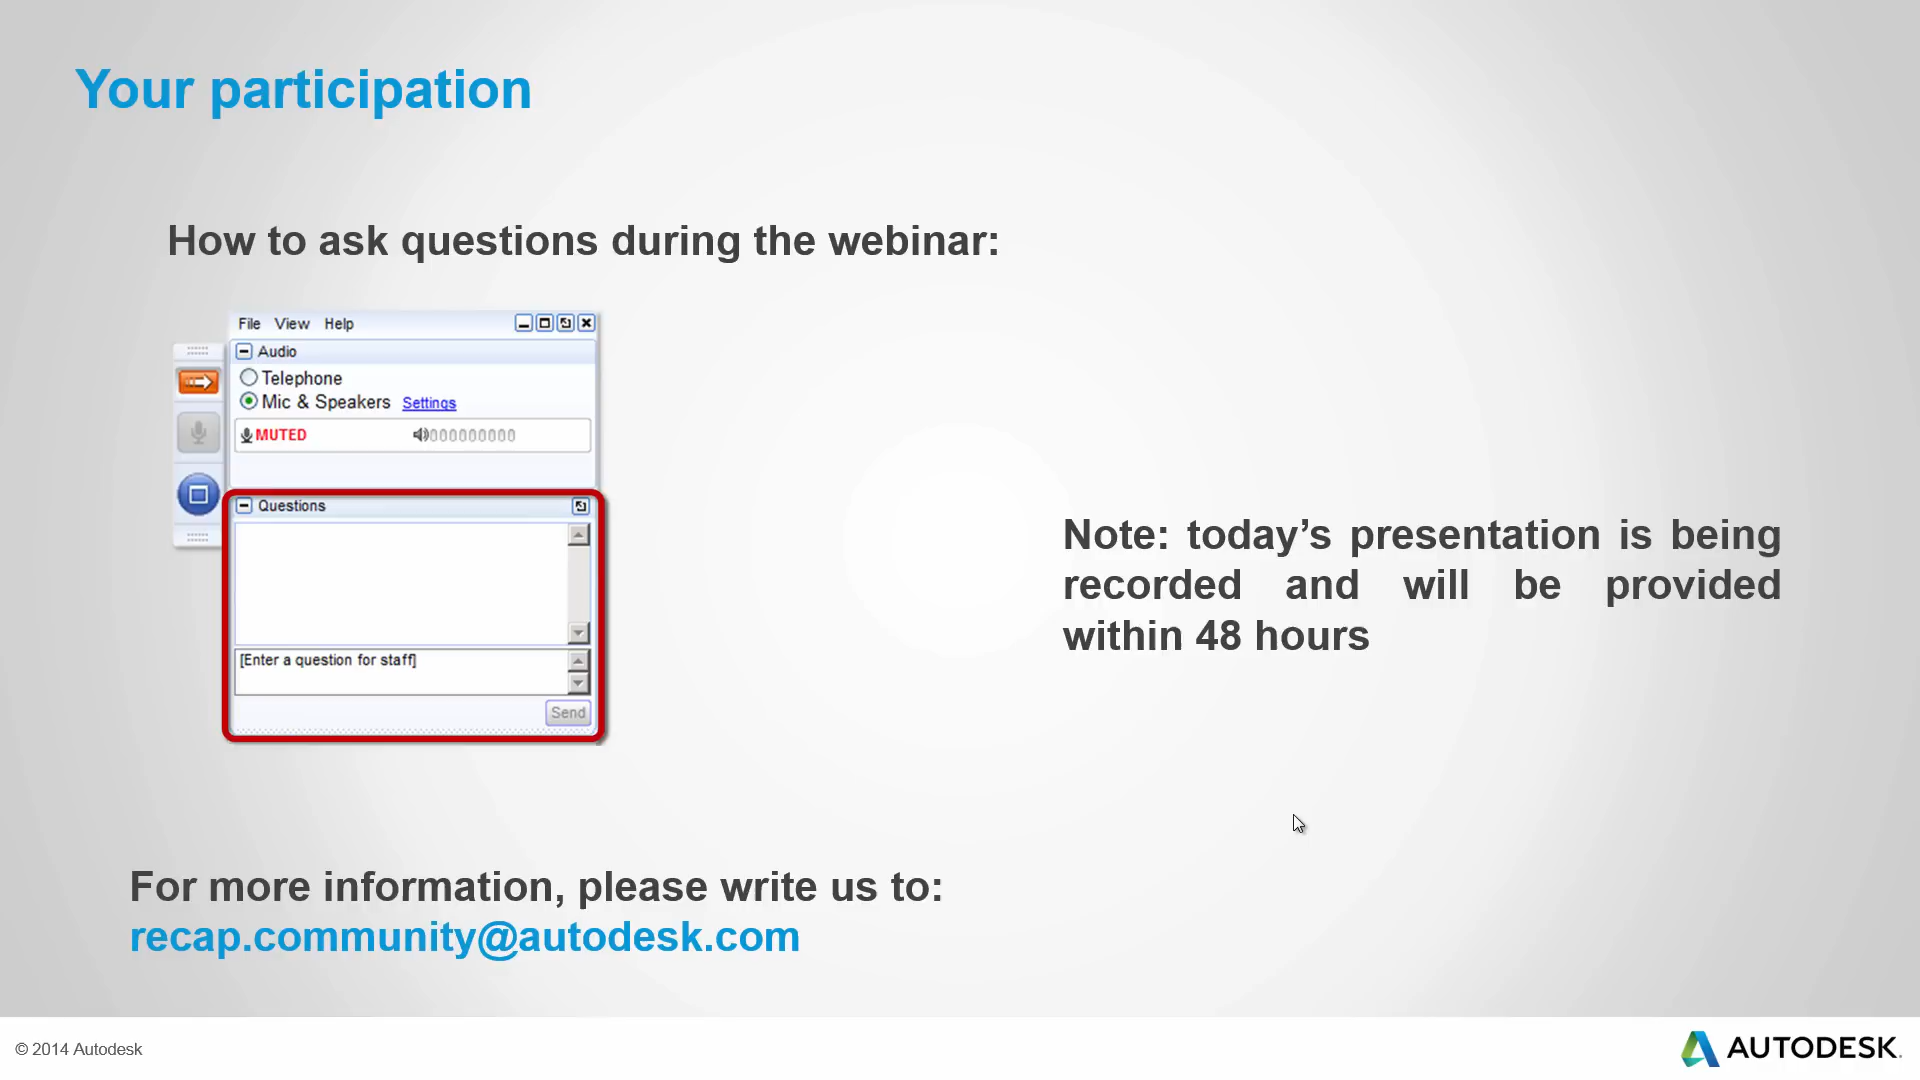 Your participation
How to ask questions during the webinar:
File View Help
Audio
Telephone
Mic & Speakers Settings
MUTED
Questions
[Enter a question for staff]
Send
Note: today’s presentation is being
recorded and will be provided
within 48 hours
For more information, please write us to:
recap.community@autodesk.com
© 2014 Autodesk
AUTODESK.